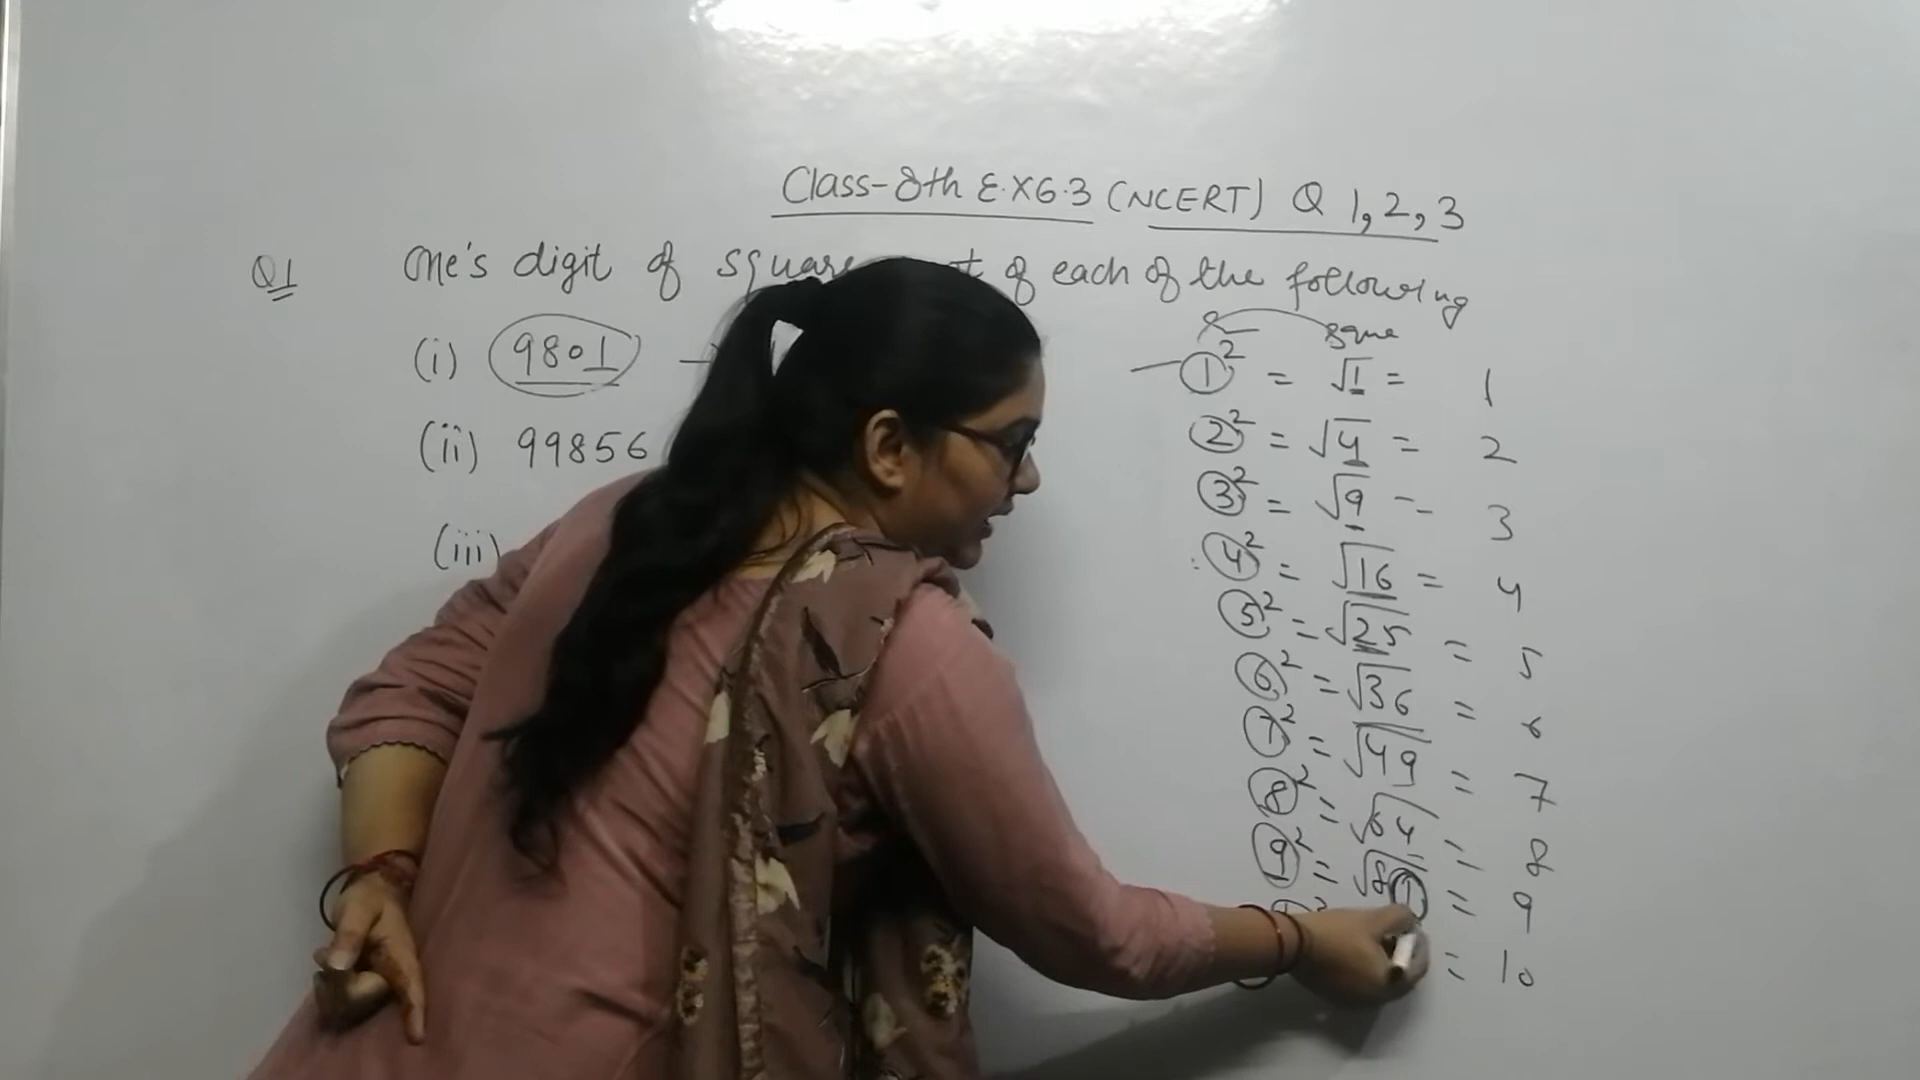 Class-8th E.X6.3 (NCERT) Q 1,2,3
Q1 One's digit of square of each of the following
(i) 9801
(ii) 99856
(iii)
1² = √1 = 1
2² = √4 = 2
3² = √9 = 3
4² = √16 = 4
5² = √25 = 5
6² = √36 = 6
7² = √49 = 7
8² = √64 = 8
9² = √81 = 9
= 10